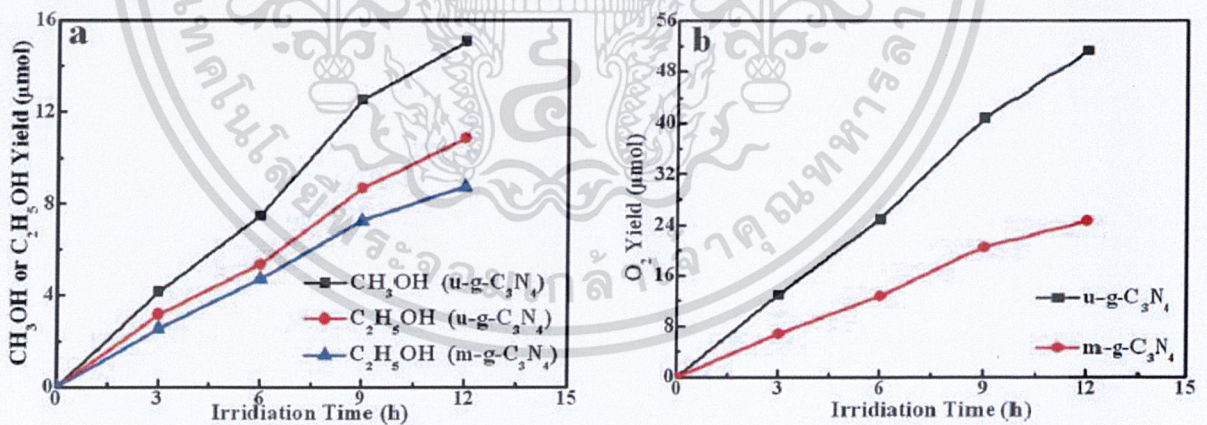 a
CH₃OH or C₂H₅OH Yield (μmol)
16
12
8
4
0
0 3 6 9 12 15
Irridiation Time (h)
CH₃OH (u-g-C₃N₄)
C₂H₅OH (u-g-C₃N₄)
C₂H₅OH (m-g-C₃N₄)
b
O₂ Yield (μmol)
56
48
40
32
24
16
8
0
0 3 6 9 12 15
Irridiation Time (h)
u-g-C₃N₄
m-g-C₃N₄